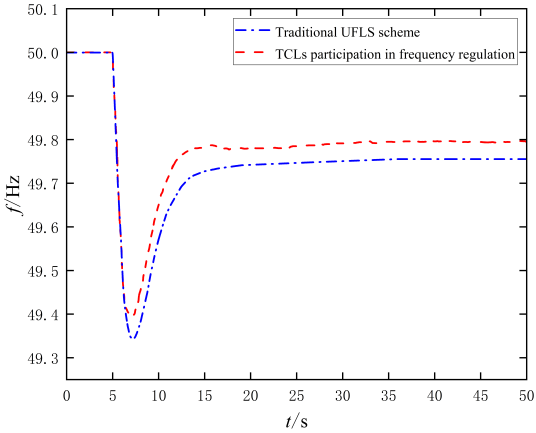 Traditional UFLS scheme
TCLs participation in frequency regulation
f/Hz
50.1
50.0
49.9
49.8
49.7
49.6
49.5
49.4
49.3
0 5 10 15 20 25 30 35 40 45 50
t/s